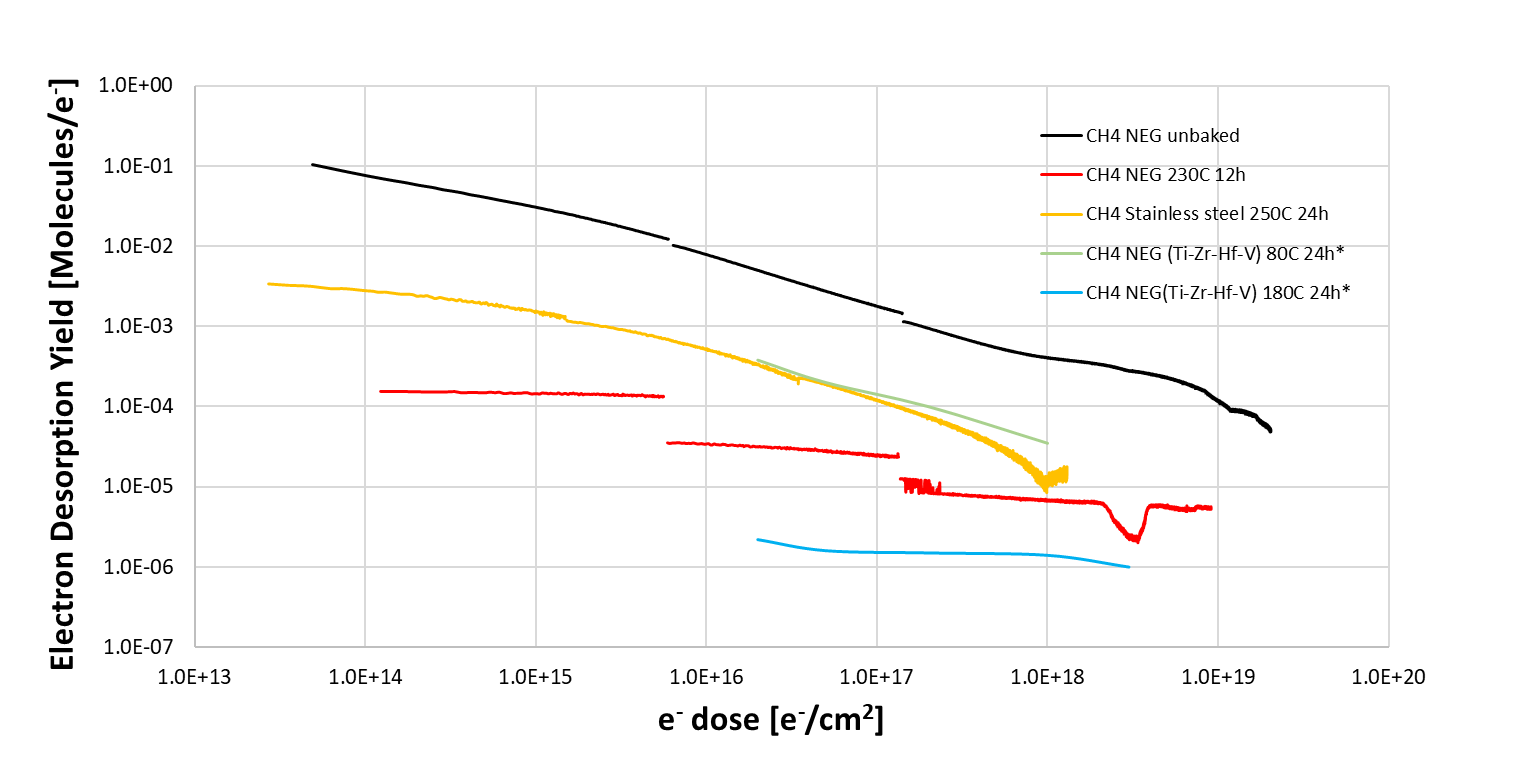 Electron Desorption Yield [Molecules/e⁻]
1.0E+00
1.0E-01
1.0E-02
1.0E-03
1.0E-04
1.0E-05
1.0E-06
1.0E-07
CH4 NEG unbaked
CH4 NEG 230C 12h
CH4 Stainless steel 250C 24h
CH4 NEG (Ti-Zr-Hf-V) 80C 24h*
CH4 NEG(Ti-Zr-Hf-V) 180C 24h*
1.0E+13 1.0E+14 1.0E+15 1.0E+16 1.0E+17 1.0E+18 1.0E+19 1.0E+20
e⁻ dose [e⁻/cm²]